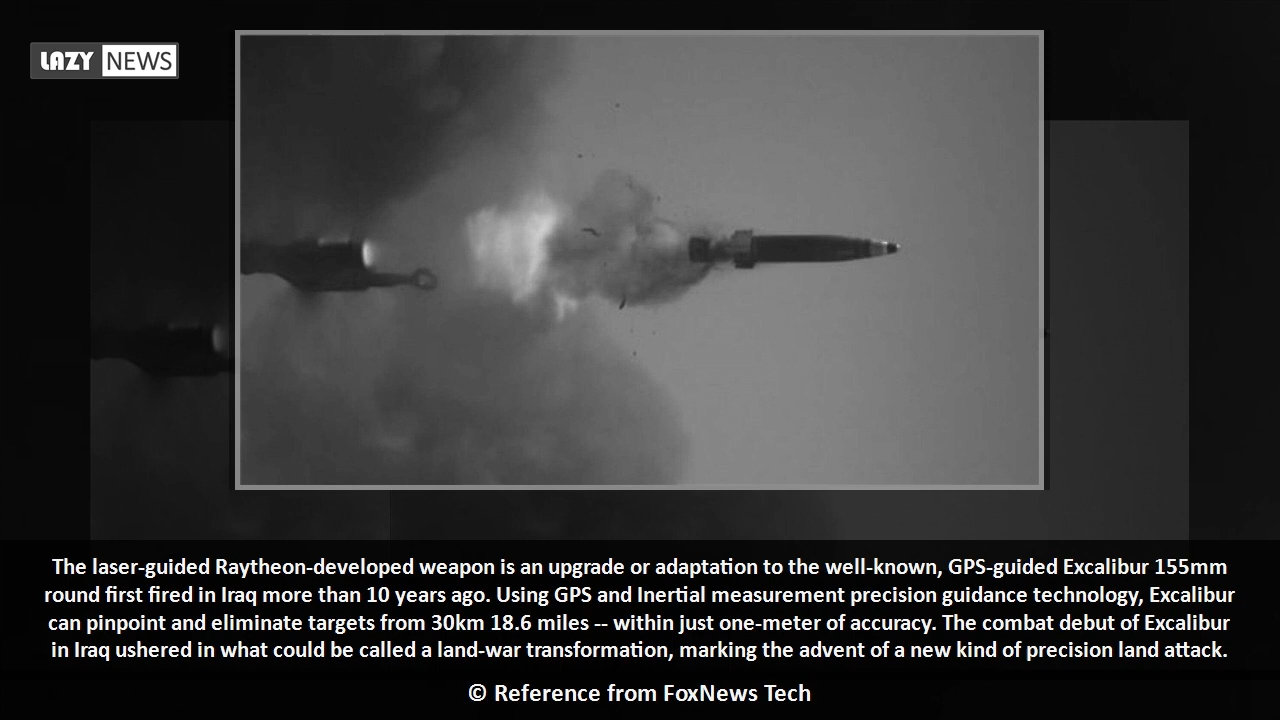 LAZY NEWS
The laser-guided Raytheon-developed weapon is an upgrade or adaptation to the well-known, GPS-guided Excalibur 155mm
round first fired in Iraq more than 10 years ago. Using GPS and Inertial measurement precision guidance technology, Excalibur
can pinpoint and eliminate targets from 30km 18.6 miles -- within just one-meter of accuracy. The combat debut of Excalibur
in Iraq ushered in what could be called a land-war transformation, marking the advent of a new kind of precision land attack.
© Reference from FoxNews Tech